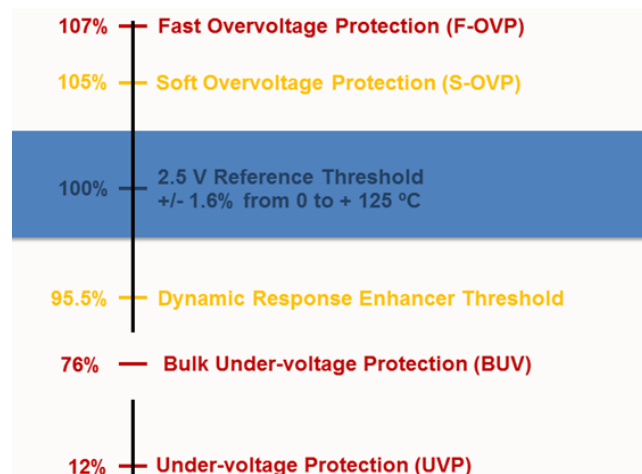 107% Fast Overvoltage Protection (F-OVP)
105% Soft Overvoltage Protection (S-OVP)
100% 2.5 V Reference Threshold
+/- 1.6% from 0 to + 125 ºC
95.5% Dynamic Response Enhancer Threshold
76% Bulk Under-voltage Protection (BUV)
12% Under-voltage Protection (UVP)